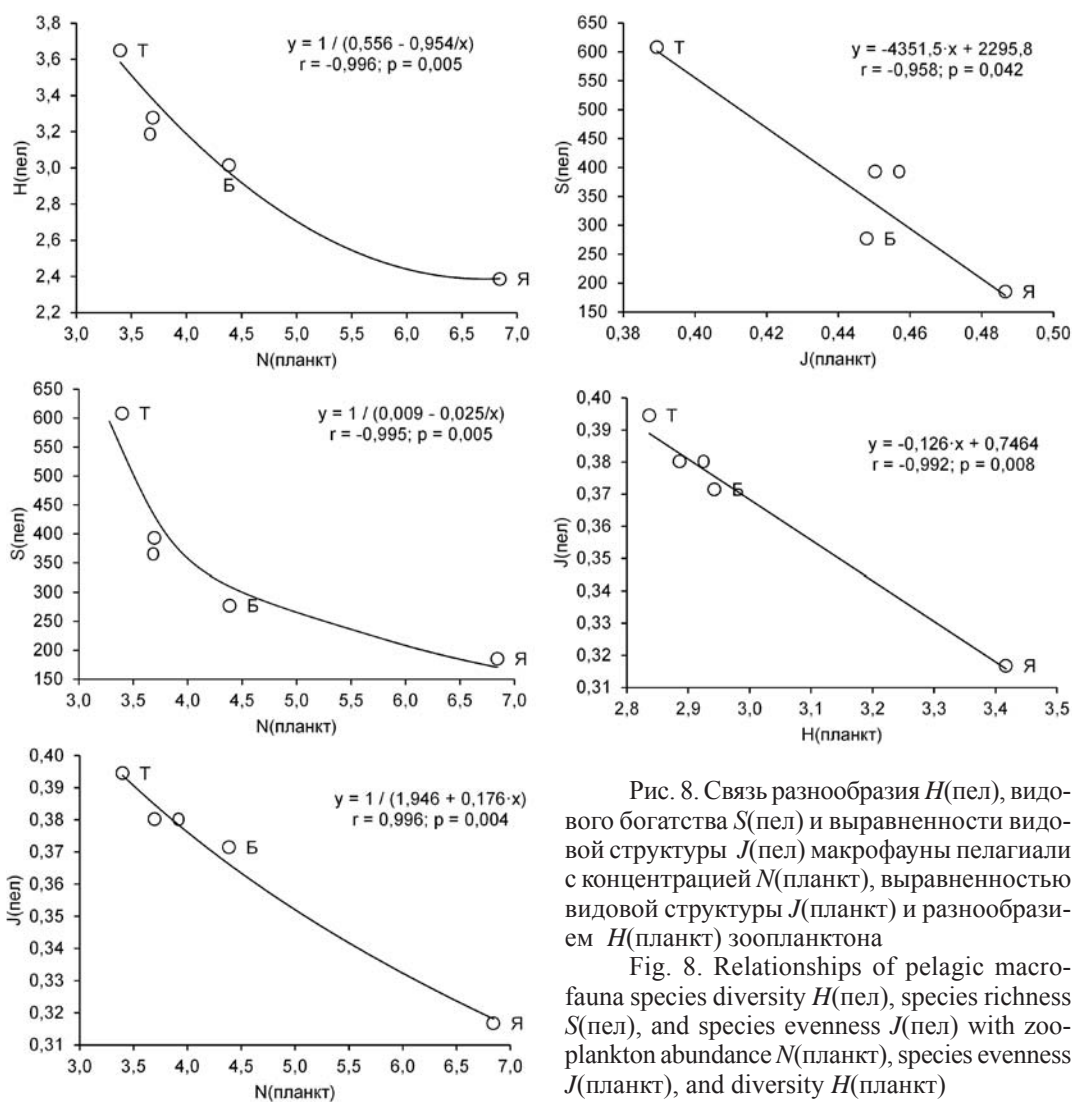 3,8
3,6
3,4
3,2
3,0
2,8
2,6
2,4
2,2
H(пел)
y = 1 / (0,556 - 0,954/x)
r = -0,996; p = 0,005
Т
О
Б
Я
3,0 3,5 4,0 4,5 5,0 5,5 6,0 6,5 7,0
N(планкт)
650
600
550
500
450
400
350
300
250
200
150
S(пел)
y = -4351,5·x + 2295,8
r = -0,958; p = 0,042
Т
О
Б
Я
0,38 0,40 0,42 0,44 0,46 0,48 0,50
J(планкт)
650
600
550
500
450
400
350
300
250
200
150
S(пел)
y = 1 / (0,009 - 0,025/x)
r = -0,995; p = 0,005
Т
О
Б
Я
3,0 3,5 4,0 4,5 5,0 5,5 6,0 6,5 7,0
N(планкт)
0,40
0,39
0,38
0,37
0,36
0,35
0,34
0,33
0,32
0,31
J(пел)
y = -0,126·x + 0,7464
r = -0,992; p = 0,008
Т
О
Б
Я
2,8 2,9 3,0 3,1 3,2 3,3 3,4 3,5
H(планкт)
0,40
0,39
0,38
0,37
0,36
0,35
0,34
0,33
0,32
0,31
J(пел)
y = 1 / (1,946 + 0,176·x)
r = 0,996; p = 0,004
Т
О
Б
Я
3,0 3,5 4,0 4,5 5,0 5,5 6,0 6,5 7,0
N(планкт)
Рис. 8. Связь разнообразия H(пел), видо-
вого богатства S(пел) и выравненности видо-
вой структуры J(пел) макрофауны пелагиали
с концентрацией N(планкт), выравненностью
видовой структуры J(планкт) и разнообрази-
ем H(планкт) зоопланктона
Fig. 8. Relationships of pelagic macro-
fauna species diversity H(пел), species richness
S(пел), and species evenness J(пел) with zoo-
plankton abundance N(планкт), species evenness
J(планкт), and diversity H(планкт)